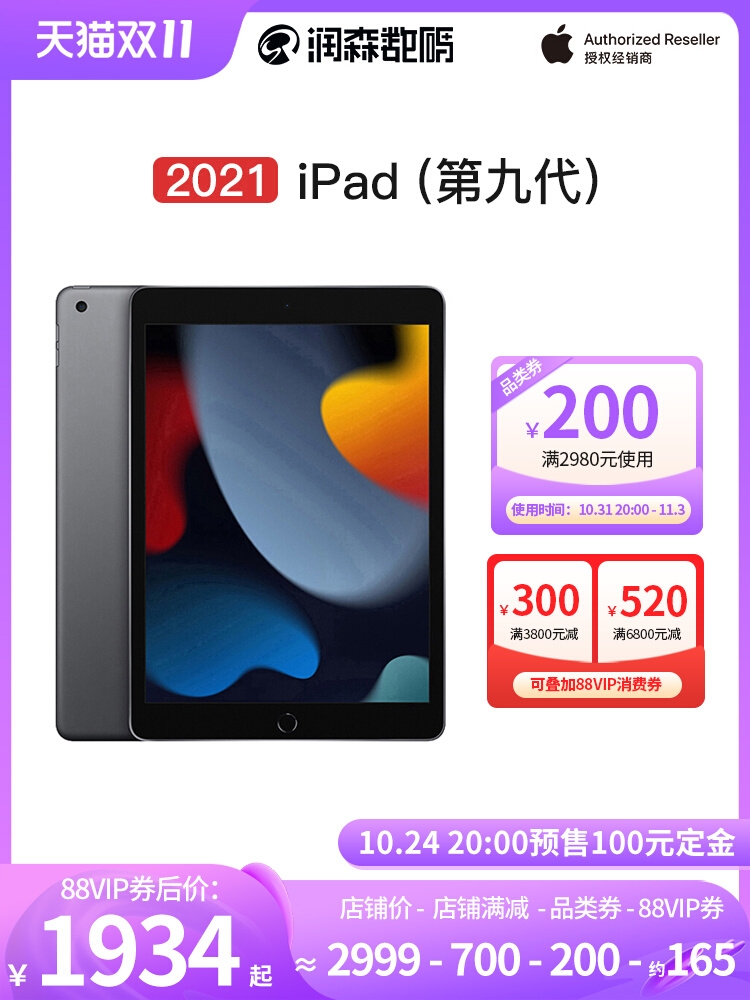 天猫双11
润森数码
Authorized Reseller
授权经销商
2021 iPad（第九代）
品类券
¥200
满2980元使用
使用时间：10.31 20:00 - 11.3
¥300
满3800元减
¥520
满6800元减
可叠加88VIP消费券
10.24 20:00预售100元定金
88VIP券后价：
¥1934起
店铺价 - 店铺满减 - 品类券 - 88VIP券
≈ 2999 - 700 - 200 - 约165